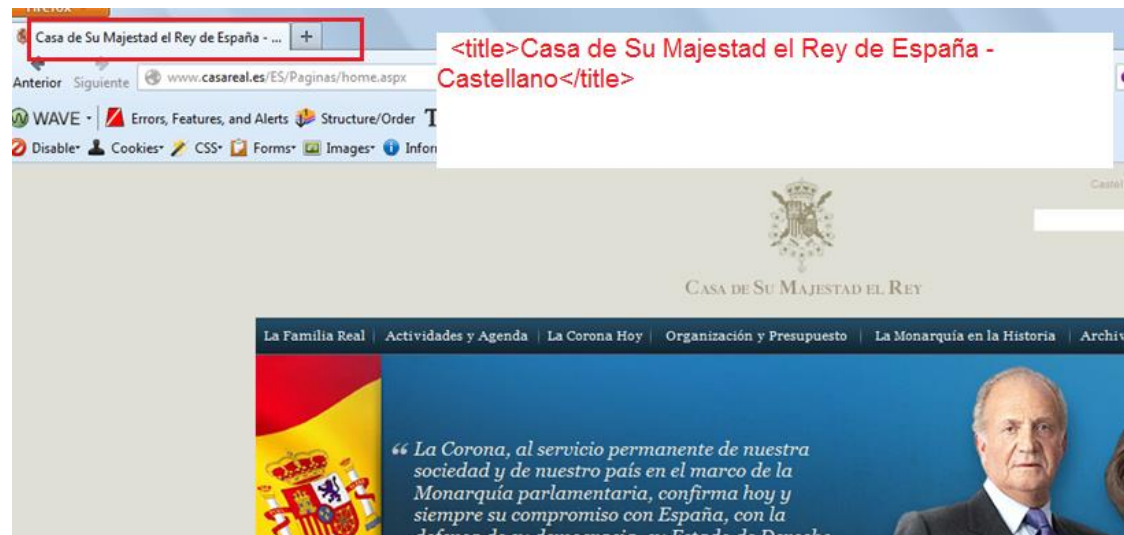 Casa de Su Majestad el Rey de España - ...
<title>Casa de Su Majestad el Rey de España -
Castellano</title>
Anterior Siguiente www.casareal.es/ES/Paginas/home.aspx
WAVE Errors, Features, and Alerts Structure/Order T
Disable Cookies CSS Forms Images Infor
CASA DE SU MAJESTAD EL REY
La Familia Real | Actividades y Agenda | La Corona Hoy | Organización y Presupuesto | La Monarquía en la Historia | Archiv
“ La Corona, al servicio permanente de nuestra
sociedad y de nuestro país en el marco de la
Monarquía parlamentaria, confirma hoy y
siempre su compromiso con España, con la